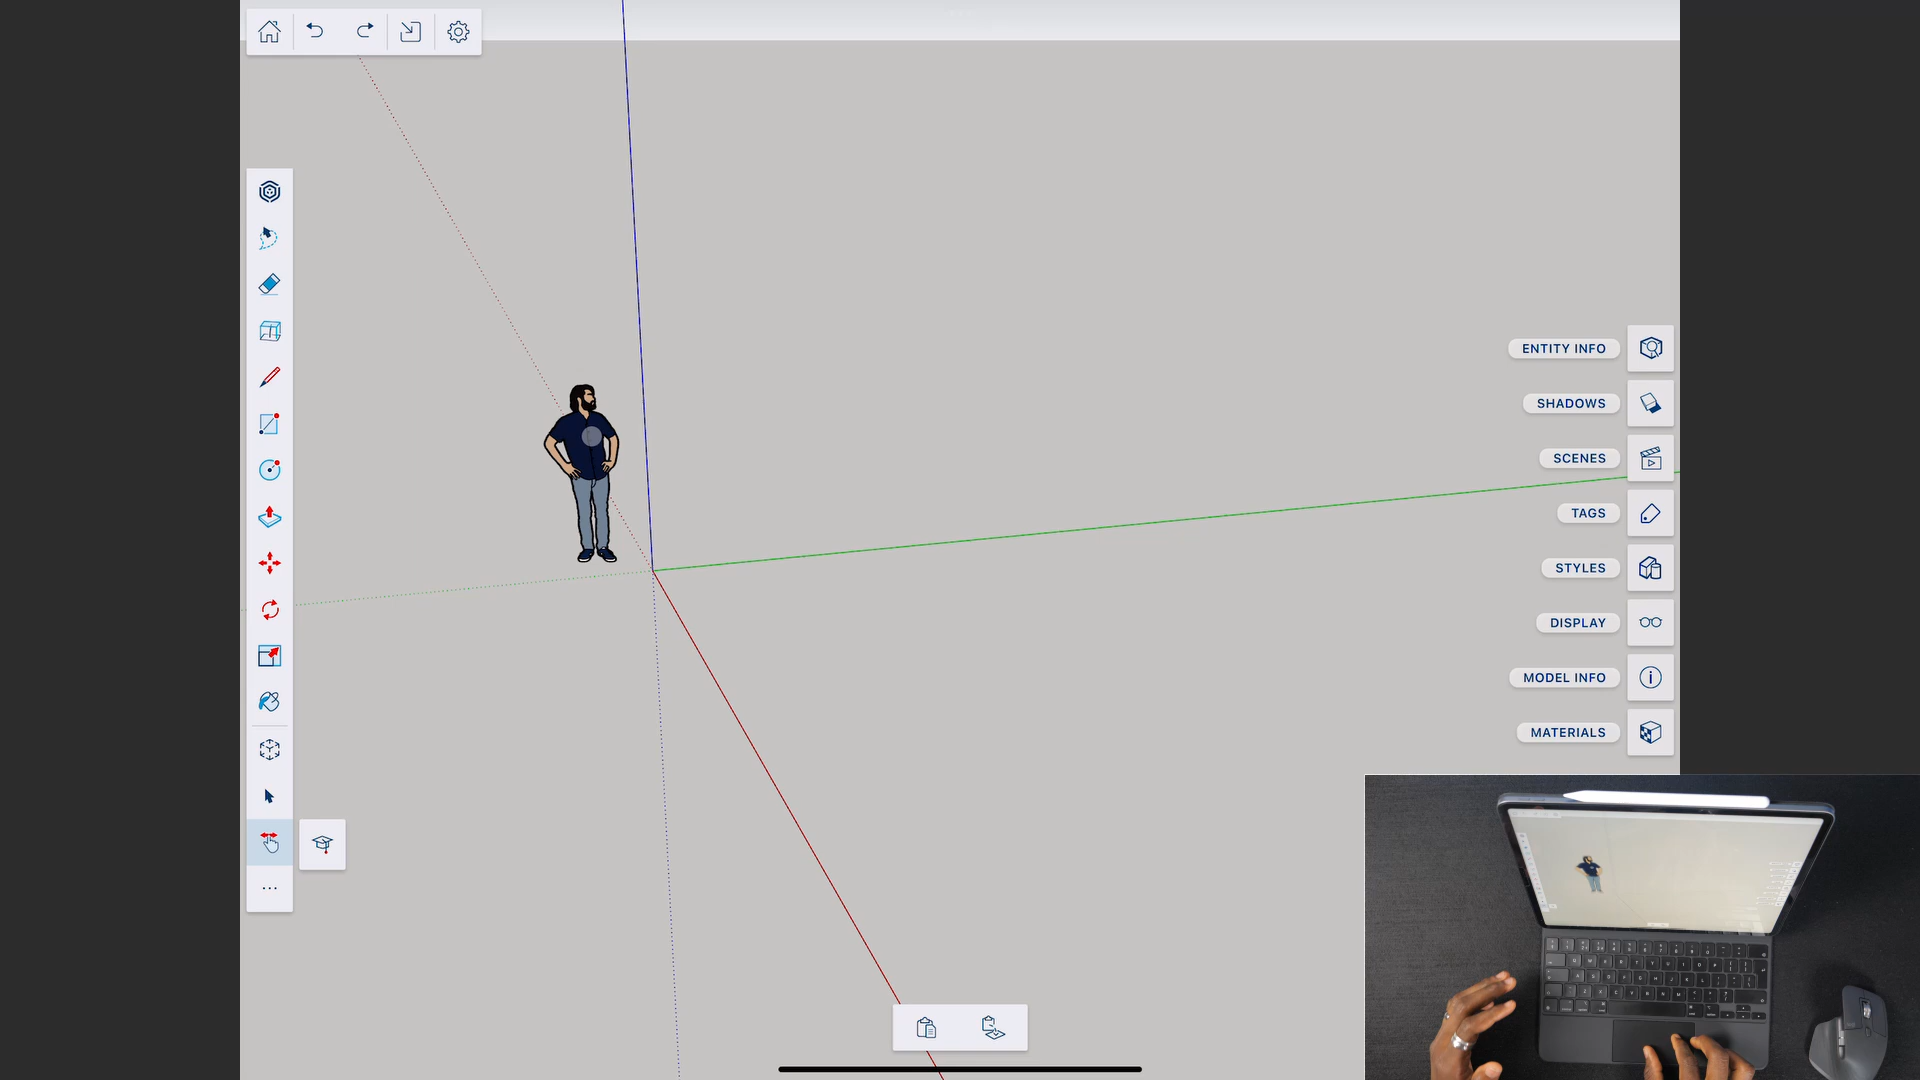 ENTITY INFO
SHADOWS
SCENES
TAGS
STYLES
DISPLAY
MODEL INFO
MATERIALS